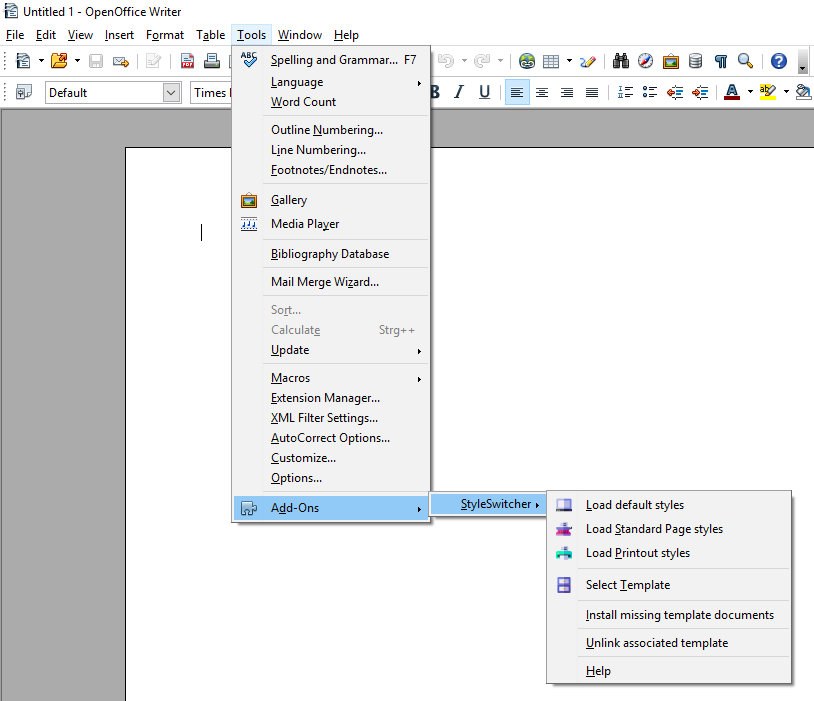 Untitled 1 - OpenOffice Writer
File Edit View Insert Format Table Tools Window Help
Default
Times
B I U
ABC
Spelling and Grammar... F7
Language
Word Count
Outline Numbering...
Line Numbering...
Footnotes/Endnotes...
Gallery
Media Player
Bibliography Database
Mail Merge Wizard...
Sort...
Calculate Strg++
Update
Macros
Extension Manager...
XML Filter Settings...
AutoCorrect Options...
Customize...
Options...
Add-Ons
StyleSwitcher
Load default styles
Load Standard Page styles
Load Printout styles
Select Template
Install missing template documents
Unlink associated template
Help